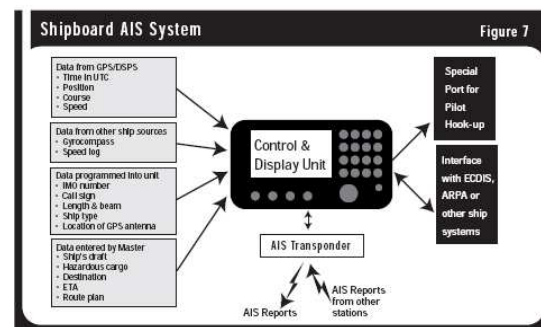 Shipboard AIS System
Figure 7
Data from GPS/DSPS
• Time in UTC
• Position
• Course
• Speed
Data from other ship sources
• Gyrocompass
• Speed log
Data programmed into unit
• IMO number
• Call sign
• Length & beam
• Ship type
• Location of GPS antenna
Data entered by Master
• Ship's draft
• Hazardous cargo
• Destination
• ETA
• Route plan
Control &
Display Unit
AIS Transponder
AIS Reports
AIS Reports
from other
stations
Special
Port for
Pilot
Hook-up
Interface
with ECDIS,
ARPA or
other ship
systems